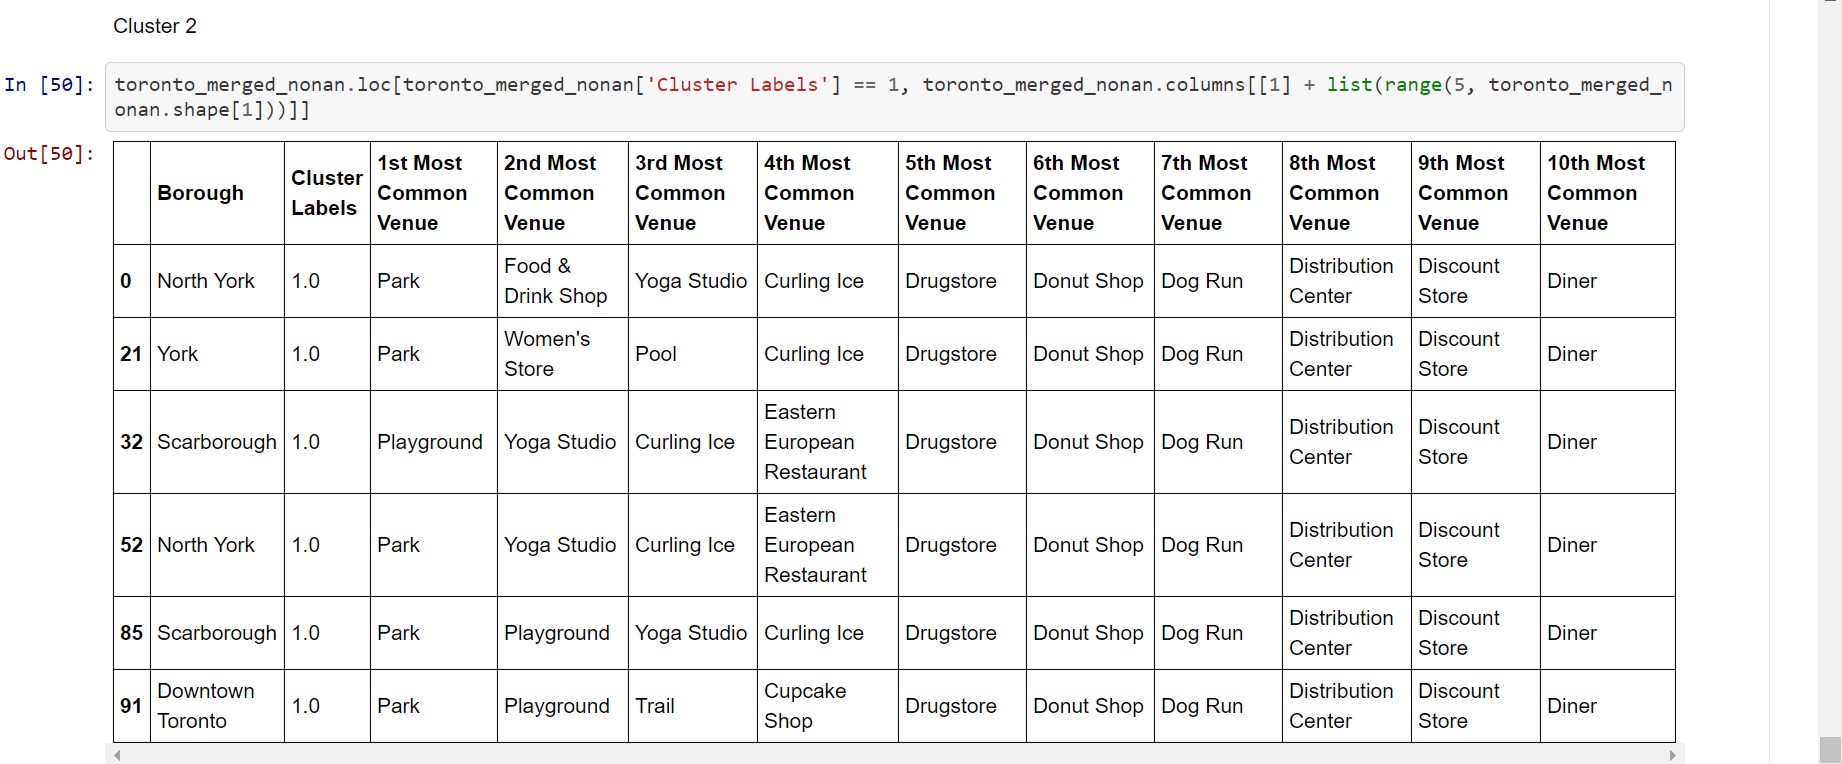 Cluster 2
In [50]: toronto_merged_nonan.loc[toronto_merged_nonan['Cluster Labels'] == 1, toronto_merged_nonan.columns[[1] + list(range(5, toronto_merged_n
onan.shape[1]))]]
Out[50]:
Borough Cluster Labels 1st Most Common Venue 2nd Most Common Venue 3rd Most Common Venue 4th Most Common Venue 5th Most Common Venue 6th Most Common Venue 7th Most Common Venue 8th Most Common Venue 9th Most Common Venue 10th Most Common Venue
0 North York 1.0 Park Food & Drink Shop Yoga Studio Curling Ice Drugstore Donut Shop Dog Run Distribution Center Discount Store Diner
21 York 1.0 Park Women's Store Pool Curling Ice Drugstore Donut Shop Dog Run Distribution Center Discount Store Diner
32 Scarborough 1.0 Playground Yoga Studio Curling Ice Eastern European Restaurant Drugstore Donut Shop Dog Run Distribution Center Discount Store Diner
52 North York 1.0 Park Yoga Studio Curling Ice Eastern European Restaurant Drugstore Donut Shop Dog Run Distribution Center Discount Store Diner
85 Scarborough 1.0 Park Playground Yoga Studio Curling Ice Drugstore Donut Shop Dog Run Distribution Center Discount Store Diner
91 Downtown Toronto 1.0 Park Playground Trail Cupcake Shop Drugstore Donut Shop Dog Run Distribution Center Discount Store Diner